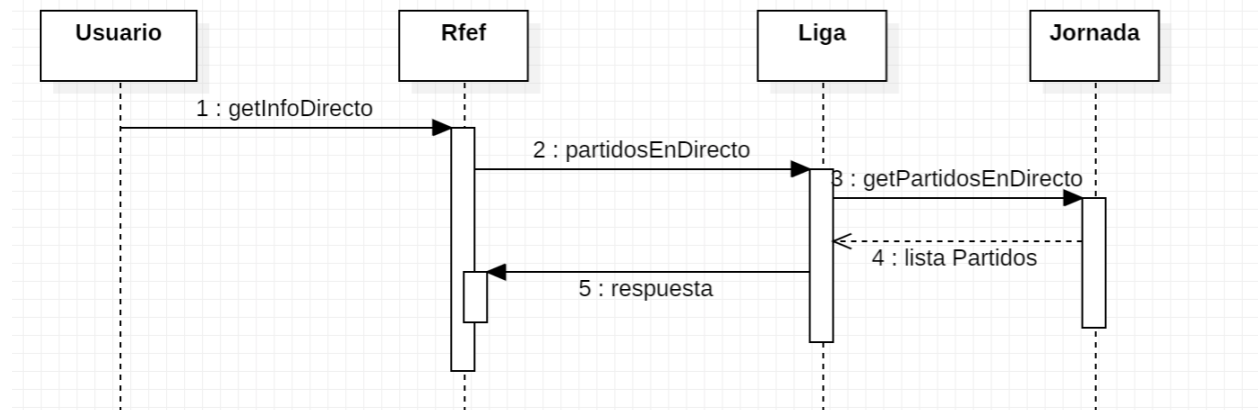 Usuario
Rfef
Liga
Jornada
1 : getInfoDirecto
2 : partidosEnDirecto
3 : getPartidosEnDirecto
4 : lista Partidos
5 : respuesta